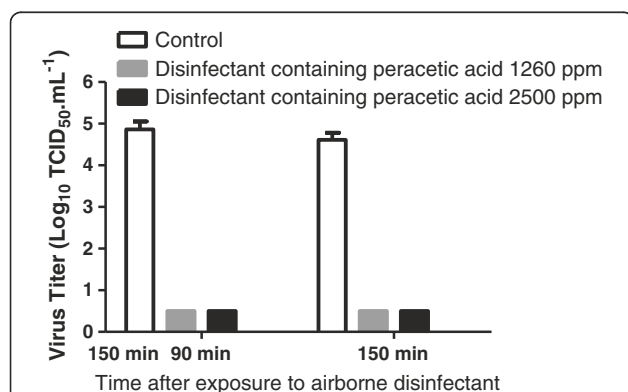 Control
Disinfectant containing peracetic acid 1260 ppm
Disinfectant containing peracetic acid 2500 ppm
Virus Titer (Log₁₀ TCID₅₀.mL⁻¹)
6
5
4
3
2
1
0
150 min 90 min 150 min
Time after exposure to airborne disinfectant